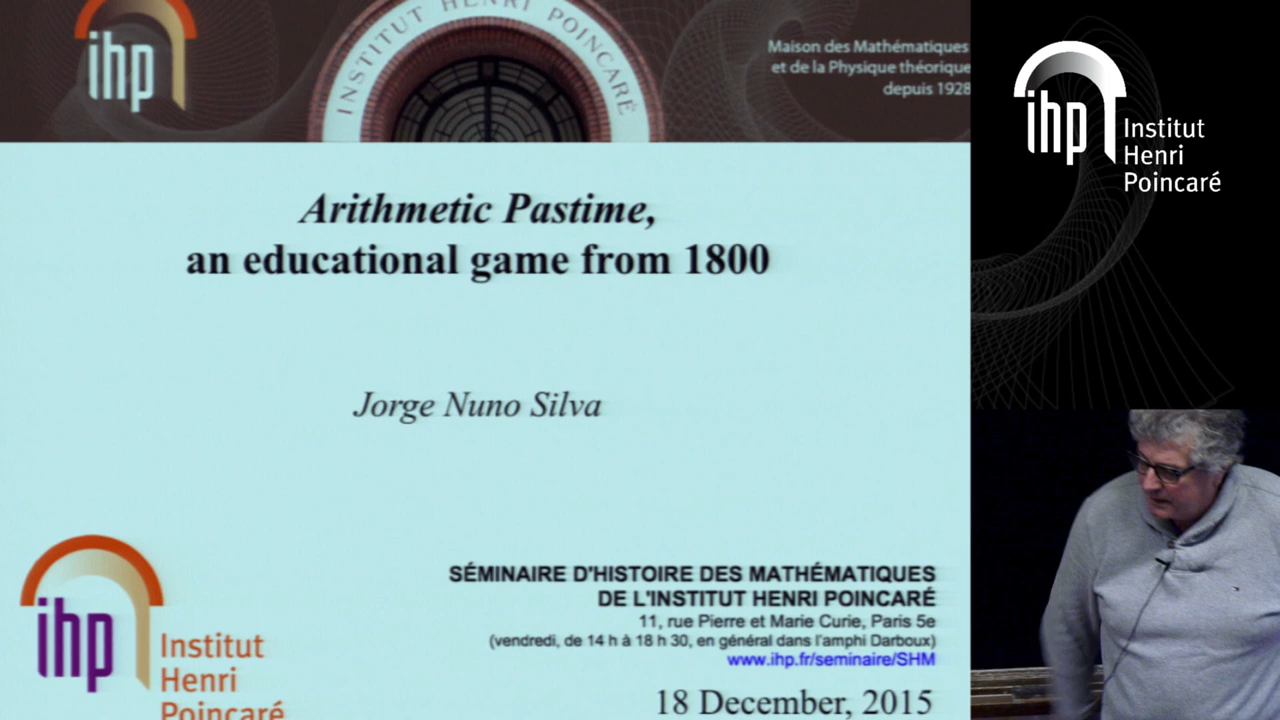 ihp
INSTITUT HENRI POINCARÉ
Maison des Mathématiques
et de la Physique théorique
depuis 1928
ihp
Institut
Henri
Poincaré
Arithmetic Pastime,
an educational game from 1800
Jorge Nuno Silva
SÉMINAIRE D'HISTOIRE DES MATHÉMATIQUES
DE L'INSTITUT HENRI POINCARÉ
11, rue Pierre et Marie Curie, Paris 5e
(vendredi, de 14 h à 18 h 30, en général dans l'amphi Darboux)
www.ihp.fr/seminaire/SHM
18 December, 2015
ihp
Institut
Henri
Poincaré